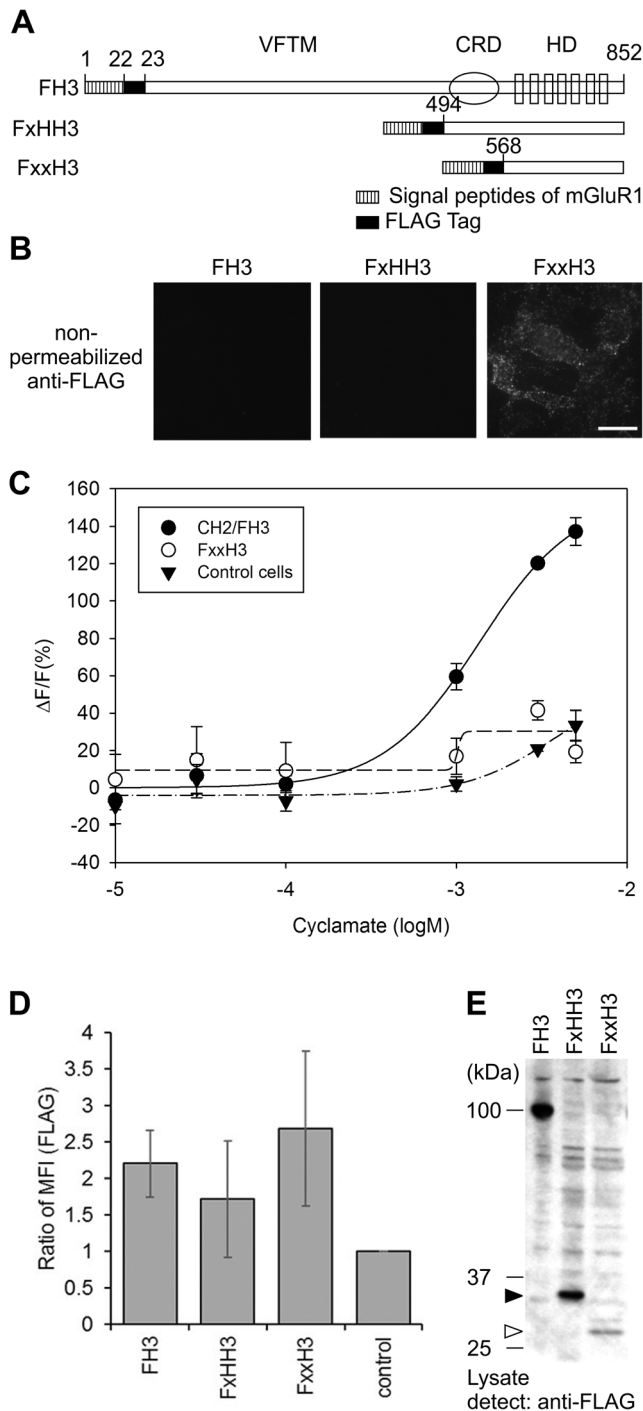 A
1 22 23 VFTM CRD HD 852
FH3
494
FxHH3
568
FxxH3
Signal peptides of mGluR1
FLAG Tag
B
FH3 FxHH3 FxxH3
non-
permeabilized
anti-FLAG
C
160
140
120
100
80
60
40
20
0
-20
-40
ΔF/F(%)
CH2/FH3
FxxH3
Control cells
-5 -4 -3 -2
Cyclamate (logM)
D
Ratio of MFI (FLAG)
4
3.5
3
2.5
2
1.5
1
0.5
0
FH3 FxHH3 FxxH3 control
E
FH3 FxHH3 FxxH3
(kDa)
100
37
25
Lysate
detect: anti-FLAG